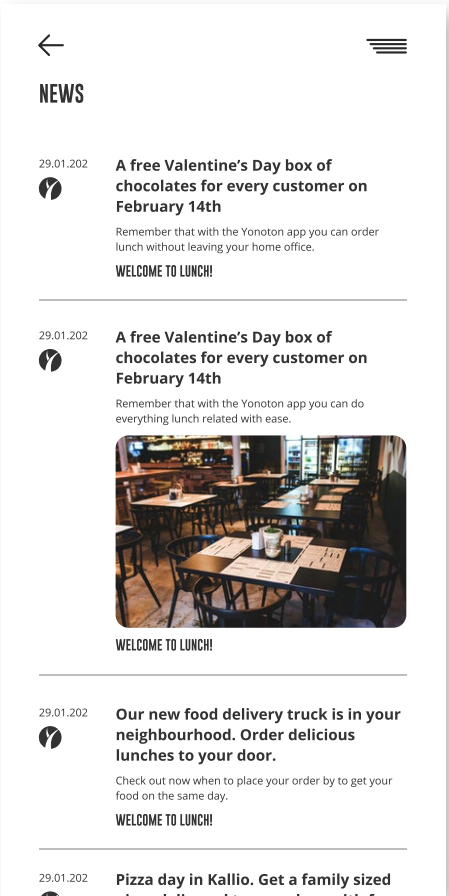 NEWS
29.01.202
A free Valentine’s Day box of
chocolates for every customer on
February 14th
Remember that with the Yonoton app you can order
lunch without leaving your home office.
WELCOME TO LUNCH!
29.01.202
A free Valentine’s Day box of
chocolates for every customer on
February 14th
Remember that with the Yonoton app you can do
everything lunch related with ease.
WELCOME TO LUNCH!
29.01.202
Our new food delivery truck is in your
neighbourhood. Order delicious
lunches to your door.
Check out now when to place your order by to get your
food on the same day.
WELCOME TO LUNCH!
29.01.202
Pizza day in Kallio. Get a family sized